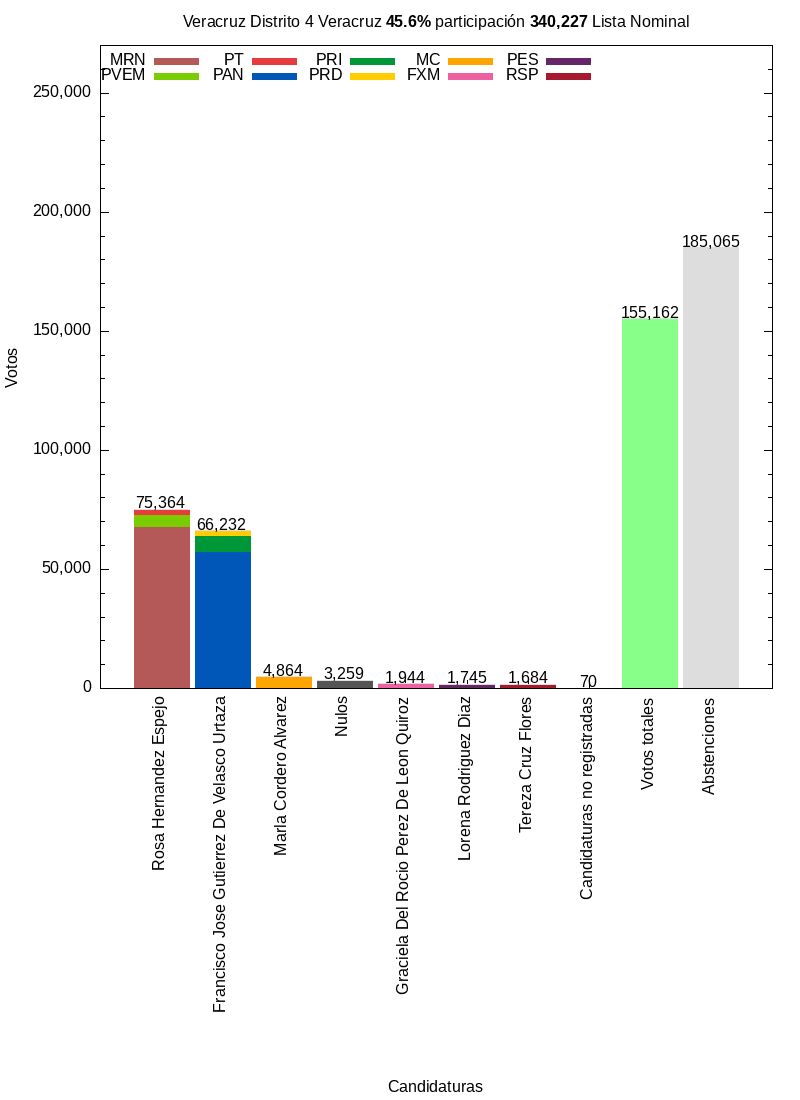 Veracruz Distrito 4 Veracruz 45.6% participación 340,227 Lista Nominal
MRN PT PRI MC PES
PVEM PAN PRD FXM RSP
250,000
200,000
150,000
100,000
50,000
0
Votos
75,364
66,232
4,864
3,259
1,944
1,745
1,684
70
155,162
185,065
Rosa Hernandez Espejo
Francisco Jose Gutierrez De Velasco Urtaza
Marla Cordero Alvarez
Nulos
Graciela Del Rocio Perez De Leon Quiroz
Lorena Rodriguez Diaz
Tereza Cruz Flores
Candidaturas no registradas
Votos totales
Abstenciones
Candidaturas